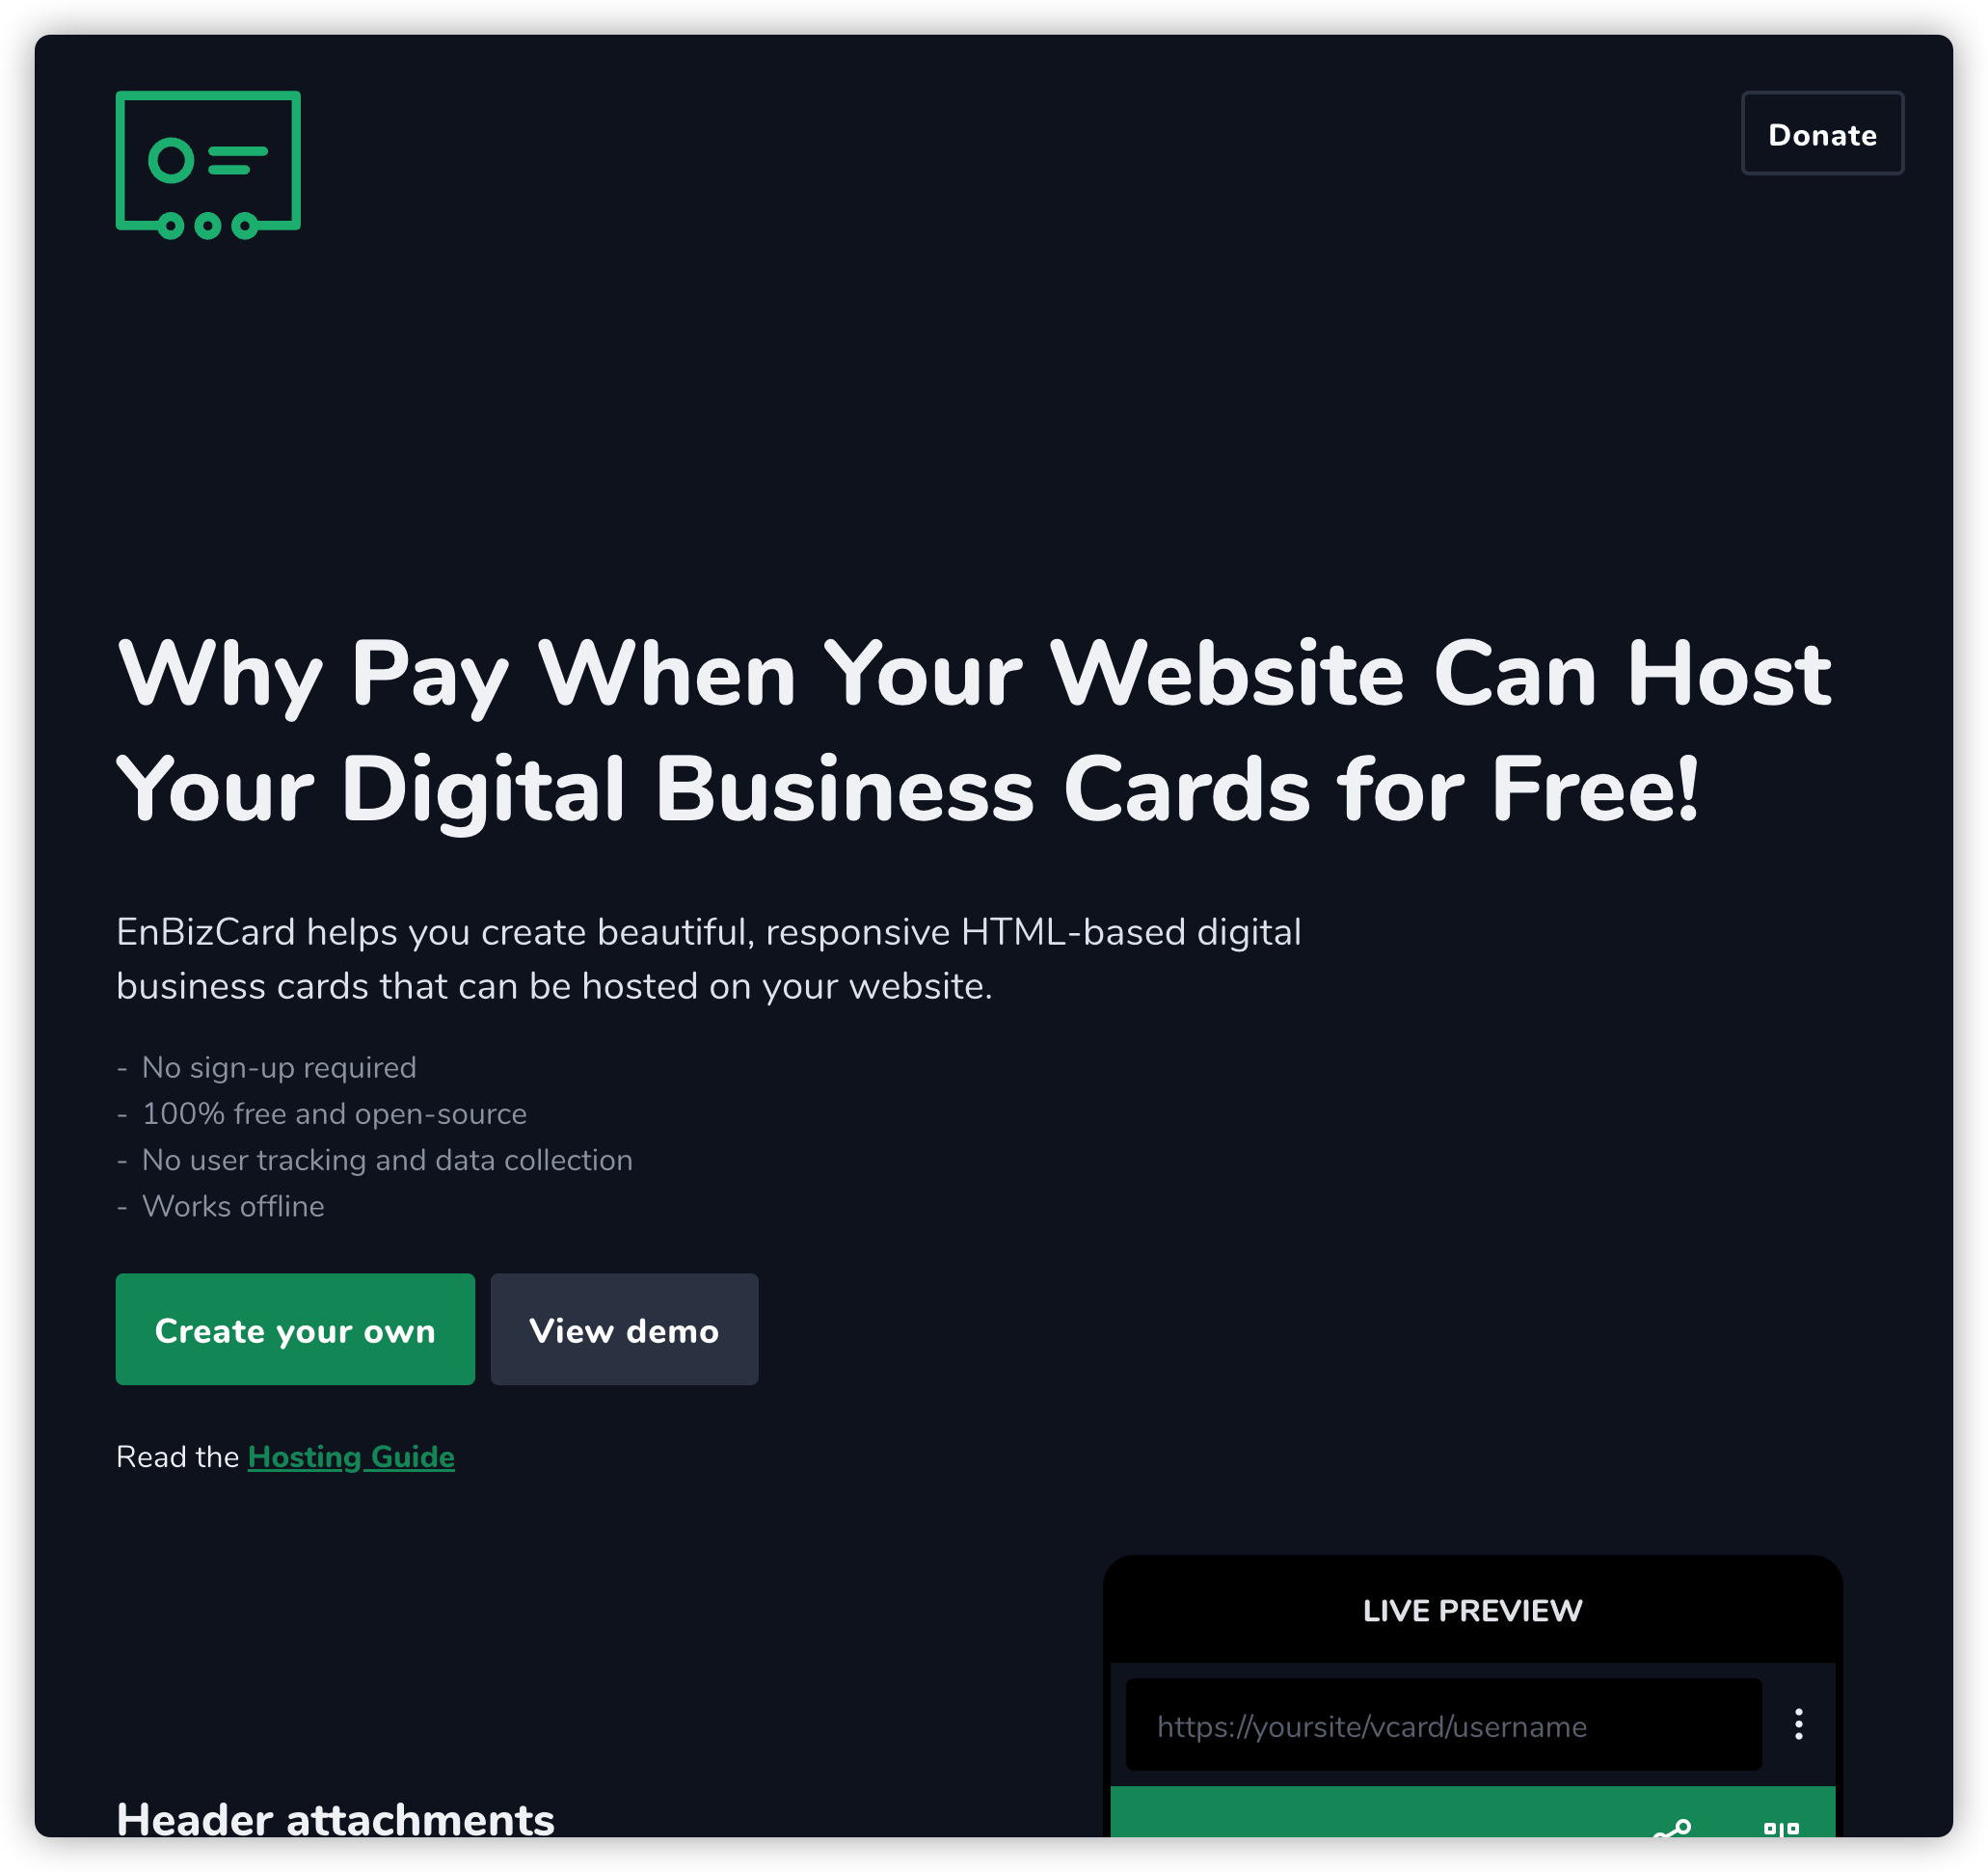 Donate
Why Pay When Your Website Can Host
Your Digital Business Cards for Free!
EnBizCard helps you create beautiful, responsive HTML-based digital
business cards that can be hosted on your website.
- No sign-up required
- 100% free and open-source
- No user tracking and data collection
- Works offline
Create your own
View demo
Read the Hosting Guide
LIVE PREVIEW
https://yoursite/vcard/username
Header attachments